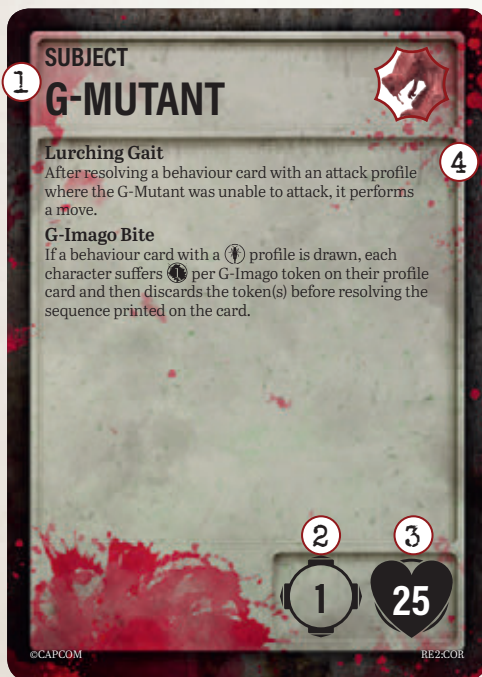 SUBJECT
1
G-MUTANT
4
Lurching Gait
After resolving a behaviour card with an attack profile
where the G-Mutant was unable to attack, it performs
a move.
G-Imago Bite
If a behaviour card with a profile is drawn, each
character suffers 1 per G-Imago token on their profile
card and then discards the token(s) before resolving the
sequence printed on the card.
2
3
1
25
©CAPCOM
RE2:COR